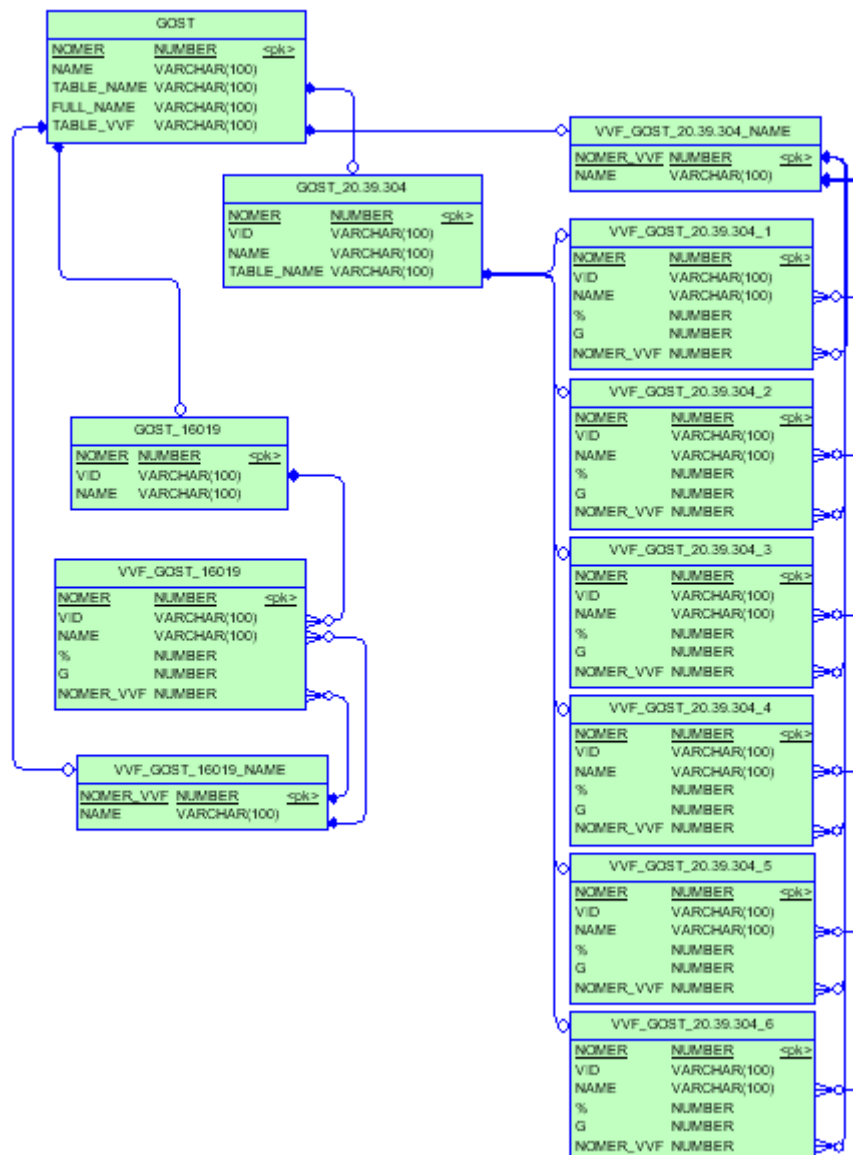 GOST
NOMER NUMBER <pk>
NAME VARCHAR(100)
TABLE_NAME VARCHAR(100)
FULL_NAME VARCHAR(100)
TABLE_VVF VARCHAR(100)
VVF_GOST_20.39.304_NAME
NOMER_VVF NUMBER <pk>
NAME VARCHAR(100)
GOST_20.39.304
NOMER NUMBER <pk>
VID VARCHAR(100)
NAME VARCHAR(100)
TABLE_NAME VARCHAR(100)
VVF_GOST_20.39.304_1
NOMER NUMBER <pk>
VID VARCHAR(100)
NAME VARCHAR(100)
% NUMBER
G NUMBER
NOMER_VVF NUMBER
VVF_GOST_20.39.304_2
NOMER NUMBER <pk>
VID VARCHAR(100)
NAME VARCHAR(100)
% NUMBER
G NUMBER
NOMER_VVF NUMBER
GOST_16019
NOMER NUMBER <pk>
VID VARCHAR(100)
NAME VARCHAR(100)
VVF_GOST_20.39.304_3
NOMER NUMBER <pk>
VID VARCHAR(100)
NAME VARCHAR(100)
% NUMBER
G NUMBER
NOMER_VVF NUMBER
VVF_GOST_16019
NOMER NUMBER <pk>
VID VARCHAR(100)
NAME VARCHAR(100)
% NUMBER
G NUMBER
NOMER_VVF NUMBER
VVF_GOST_20.39.304_4
NOMER NUMBER <pk>
VID VARCHAR(100)
NAME VARCHAR(100)
% NUMBER
G NUMBER
NOMER_VVF NUMBER
VVF_GOST_16019_NAME
NOMER_VVF NUMBER <pk>
NAME VARCHAR(100)
VVF_GOST_20.39.304_5
NOMER NUMBER <pk>
VID VARCHAR(100)
NAME VARCHAR(100)
% NUMBER
G NUMBER
NOMER_VVF NUMBER
VVF_GOST_20.39.304_6
NOMER NUMBER <pk>
VID VARCHAR(100)
NAME VARCHAR(100)
% NUMBER
G NUMBER
NOMER_VVF NUMBER